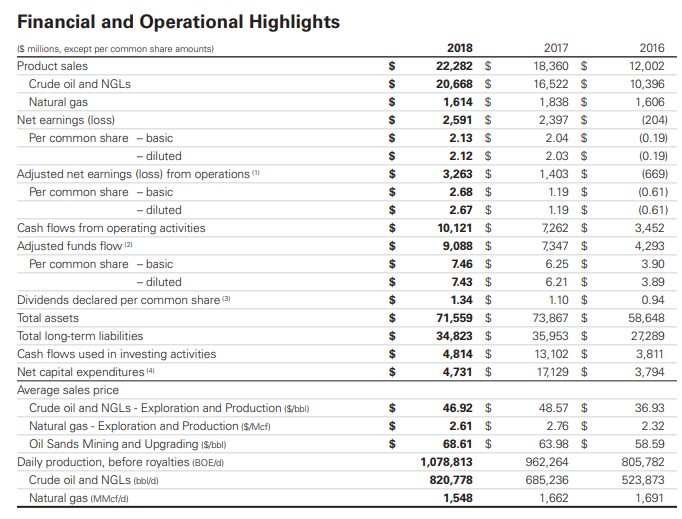 Financial and Operational Highlights
($ millions, except per common share amounts) 2018 2017 2016
Product sales $ 22,282 $ 18,360 $ 12,002
Crude oil and NGLs $ 20,668 $ 16,522 $ 10,396
Natural gas $ 1,614 $ 1,838 $ 1,606
Net earnings (loss) $ 2,591 $ 2,397 $ (204)
Per common share – basic $ 2.13 $ 2.04 $ (0.19)
– diluted $ 2.12 $ 2.03 $ (0.19)
Adjusted net earnings (loss) from operations (1) $ 3,263 $ 1,403 $ (669)
Per common share – basic $ 2.68 $ 1.19 $ (0.61)
– diluted $ 2.67 $ 1.19 $ (0.61)
Cash flows from operating activities $ 10,121 $ 7,262 $ 3,452
Adjusted funds flow (2) $ 9,088 $ 7,347 $ 4,293
Per common share – basic $ 7.46 $ 6.25 $ 3.90
– diluted $ 7.43 $ 6.21 $ 3.89
Dividends declared per common share (3) $ 1.34 $ 1.10 $ 0.94
Total assets $ 71,559 $ 73,867 $ 58,648
Total long-term liabilities $ 34,823 $ 35,953 $ 27,289
Cash flows used in investing activities $ 4,814 $ 13,102 $ 3,811
Net capital expenditures (4) $ 4,731 $ 17,129 $ 3,794
Average sales price
Crude oil and NGLs - Exploration and Production ($/bbl) $ 46.92 $ 48.57 $ 36.93
Natural gas - Exploration and Production ($/Mcf) $ 2.61 $ 2.76 $ 2.32
Oil Sands Mining and Upgrading ($/bbl) $ 68.61 $ 63.98 $ 58.59
Daily production, before royalties (BOE/d) 1,078,813 962,264 805,782
Crude oil and NGLs (bbl/d) 820,778 685,236 523,873
Natural gas (MMcf/d) 1,548 1,662 1,691